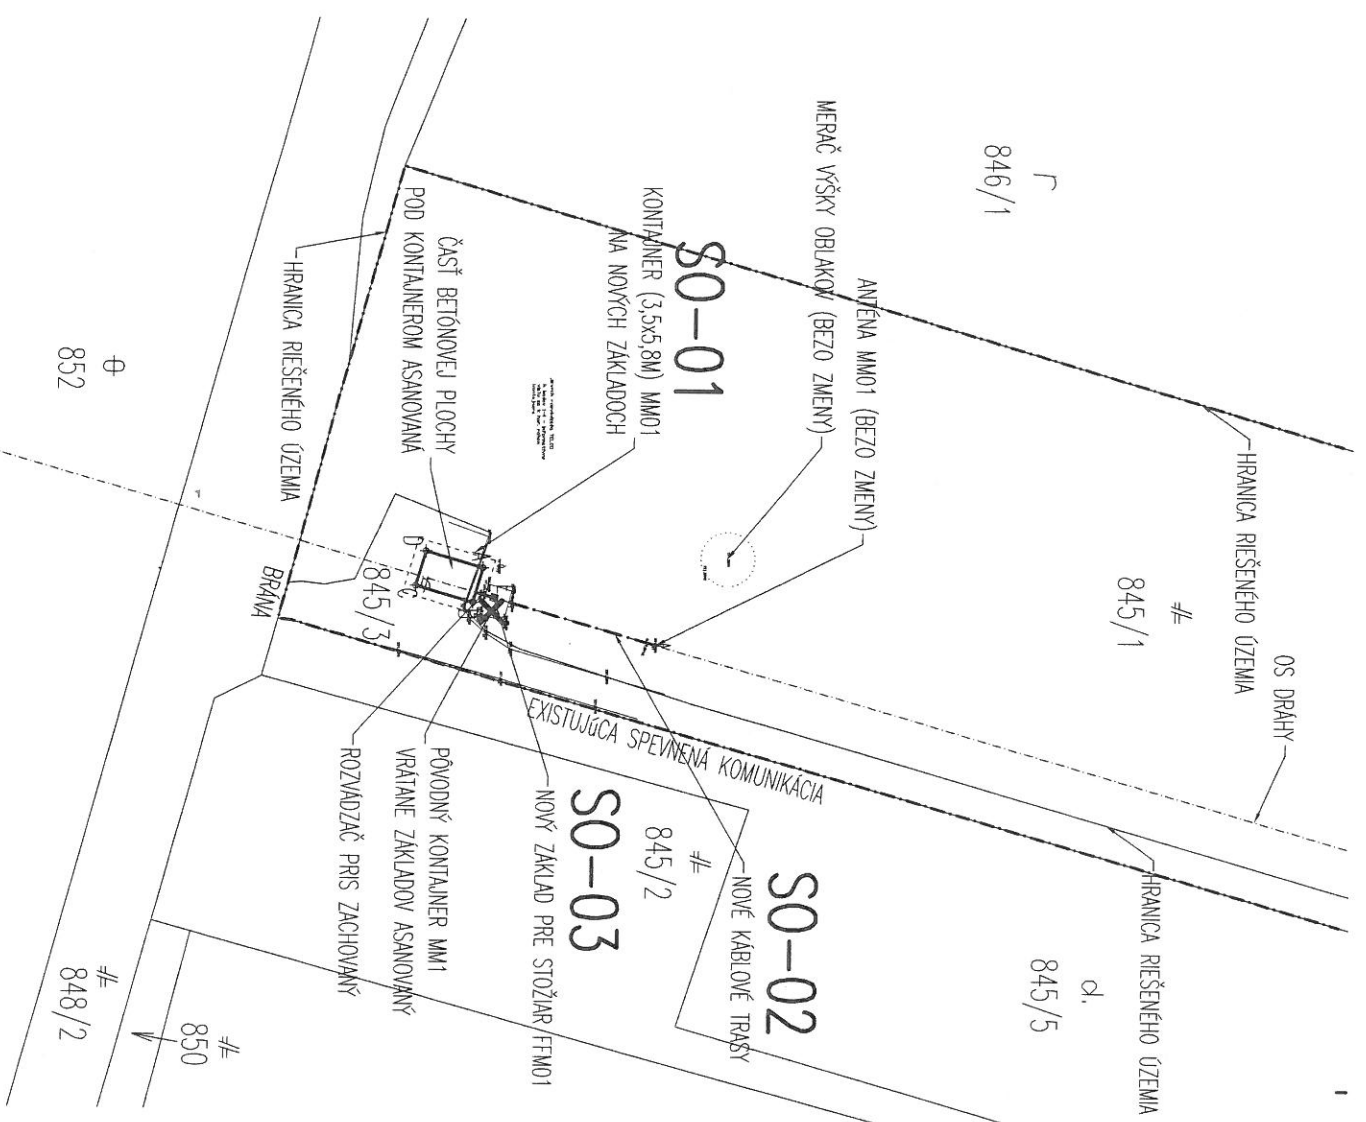 OS DRÁHY
HRANICA RIEŠENÉHO ÚZEMIA
HRANICA RIEŠENÉHO ÚZEMIA
#
845/1
d.
845/5
Γ
846/1
ANTÉNA MM01 (BEZO ZMENY)
MERAČ VÝŠKY OBLAKOV (BEZO ZMENY)
SO-01
KONTAJNER (3,5x5,8M) MM01
NA NOVÝCH ZÁKLADOCH
SO-02
NOVÉ KÁBLOVÉ TRASY
EXISTUJÚCA SPEVNENÁ KOMUNIKÁCIA
#
845/2
SO-03
NOVÝ ZÁKLAD PRE STOŽIAR FFM01
ČASŤ BETÓNOVEJ PLOCHY
POD KONTAJNEROM ASANOVANÁ
PÔVODNÝ KONTAJNER MM1
VRÁTANE ZÁKLADOV ASANOVANÝ
ROZVÁDZAČ PRIS ZACHOVANÝ
D
C
845/3
BRÁNA
HRANICA RIEŠENÉHO ÚZEMIA
#
850
852
#
848/2